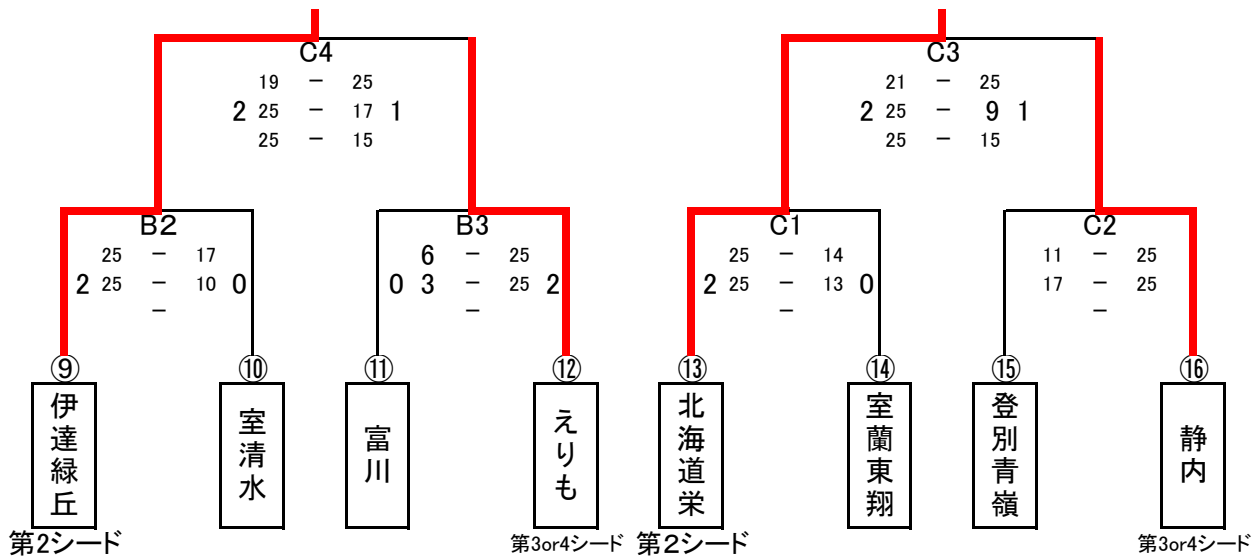 C4
19 － 25
2 25 － 17 1
25 － 15
C3
21 － 25
2 25 － 9 1
25 － 15
B2
25 － 17
2 25 － 10 0
－
B3
6 － 25
0 3 － 25 2
－
C1
25 － 14
2 25 － 13 0
－
C2
11 － 25
17 － 25
－
⑨
⑩
⑪
⑫
⑬
⑭
⑮
⑯
伊達緑丘
室清水
富川
えりも
北海道栄
室蘭東翔
登別青嶺
静内
第2シード
第3or4シード
第2シード
第3or4シード